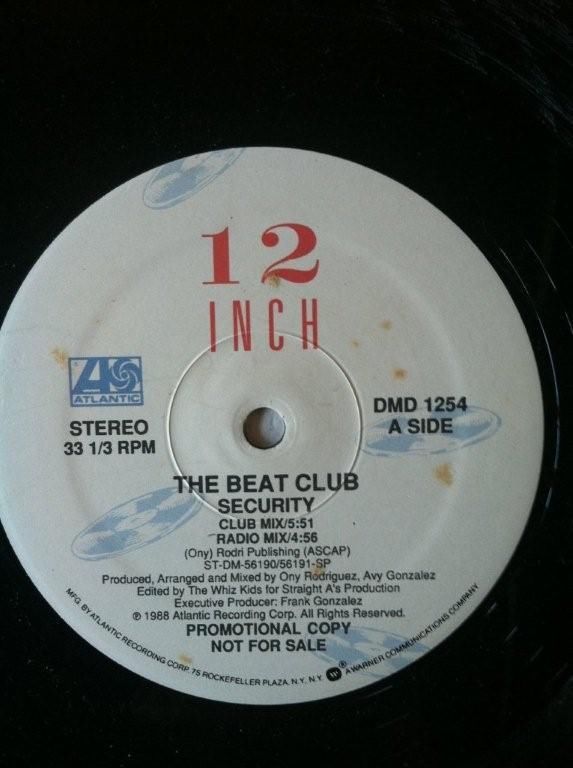 12
INCH
ATLANTIC
STEREO
33 1/3 RPM
DMD 1254
A SIDE
THE BEAT CLUB
SECURITY
CLUB MIX/5:51
RADIO MIX/4:56
(Ony) Rodri Publishing (ASCAP)
ST-DM-56190/56191-SP
Produced, Arranged and Mixed by Ony Rodriguez, Avy Gonzalez
Edited by The Whiz Kids for Straight A's Production
Executive Producer: Frank Gonzalez
℗ 1988 Atlantic Recording Corp. All Rights Reserved.
PROMOTIONAL COPY
NOT FOR SALE
MFG. BY ATLANTIC RECORDING CORP. 75 ROCKEFELLER PLAZA, N.Y. N.Y. ® A WARNER COMMUNICATIONS COMPANY